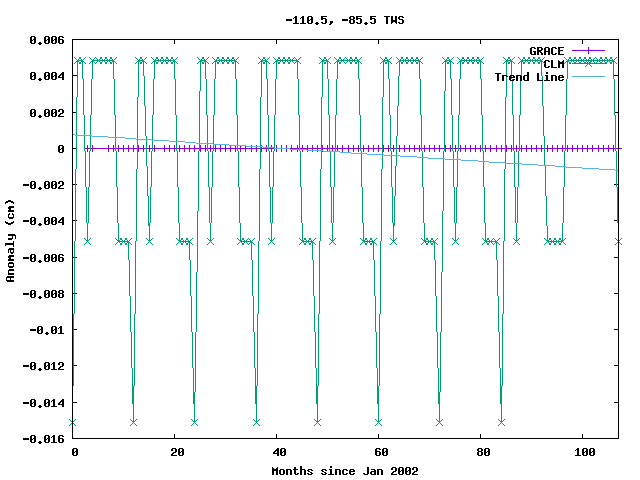 -110.5, -85.5 TWS
GRACE
CLM
Trend Line
0.006
0.004
0.002
0
-0.002
-0.004
-0.006
-0.008
-0.01
-0.012
-0.014
-0.016
Anomaly (cm)
0 20 40 60 80 100
Months since Jan 2002